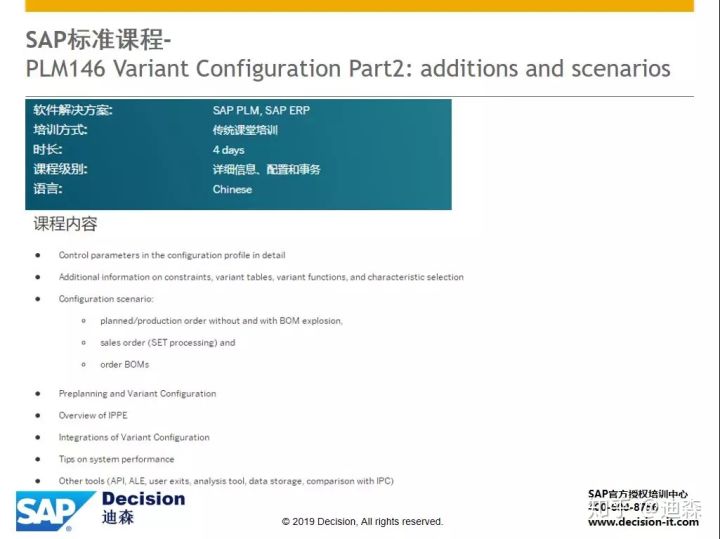 SAP标准课程-
PLM146 Variant Configuration Part2: additions and scenarios
软件解决方案: SAP PLM, SAP ERP
培训方式: 传统课堂培训
时长: 4 days
课程级别: 详细信息、配置和事务
语言: Chinese
课程内容
Control parameters in the configuration profile in detail
Additional information on constraints, variant tables, variant functions, and characteristic selection
Configuration scenario:
planned/production order without and with BOM explosion,
sales order (SET processing) and
order BOMs
Preplanning and Variant Configuration
Overview of IPPE
Integrations of Variant Configuration
Tips on system performance
Other tools (API, ALE, user exits, analysis tool, data storage, comparison with IPC)
SAP Decision
迪森
© 2019 Decision, All rights reserved.
SAP官方授权培训中心
知乎 @迪森
www.decision-it.com